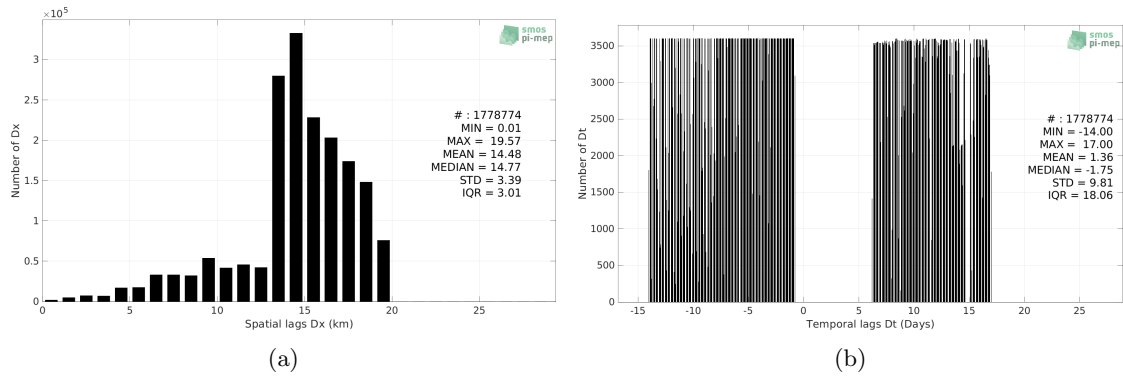 ×10^5
3
2.5
2
1.5
1
0.5
0
0 5 10 15 20 25
Number of Dx
Spatial lags Dx (km)
smos
pi-mep
# : 1778774
MIN = 0.01
MAX = 19.57
MEAN = 14.48
MEDIAN = 14.77
STD = 3.39
IQR = 3.01
(a)
3500
3000
2500
2000
1500
1000
500
0
-15 -10 -5 0 5 10 15 20 25
Number of Dt
Temporal lags Dt (Days)
smos
pi-mep
# : 1778774
MIN = -14.00
MAX = 17.00
MEAN = 1.36
MEDIAN = -1.75
STD = 9.81
IQR = 18.06
(b)